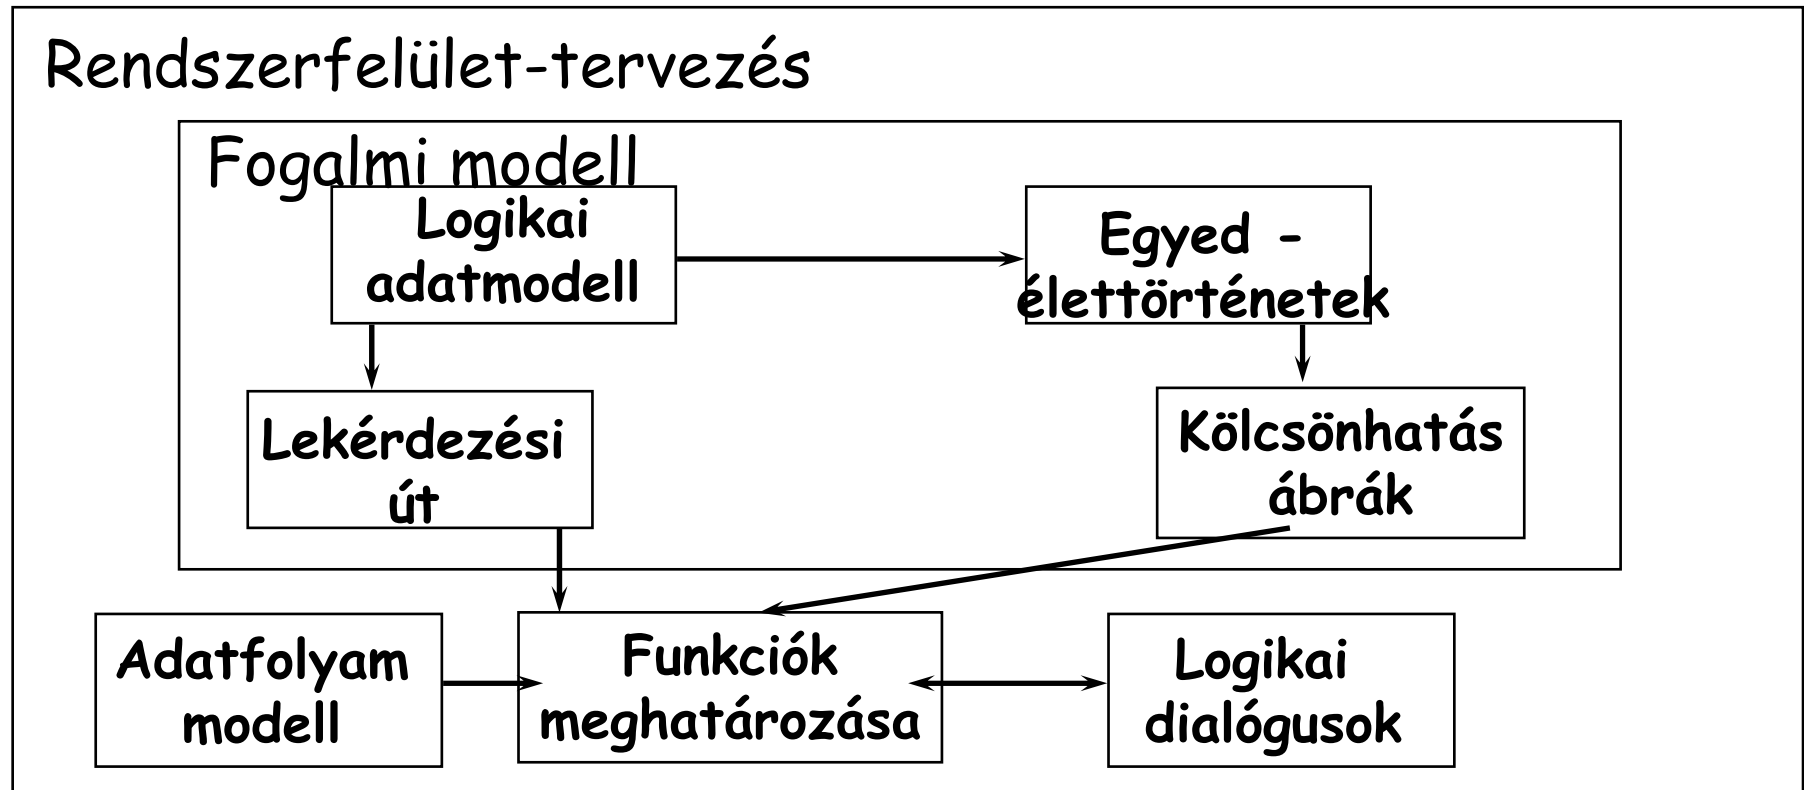 Rendszerfelület-tervezés
Fogalmi modell
Logikai
adatmodell
Egyed -
élettörténetek
Lekérdezési
út
Kölcsönhatás
ábrák
Adatfolyam
modell
Funkciók
meghatározása
Logikai
dialógusok